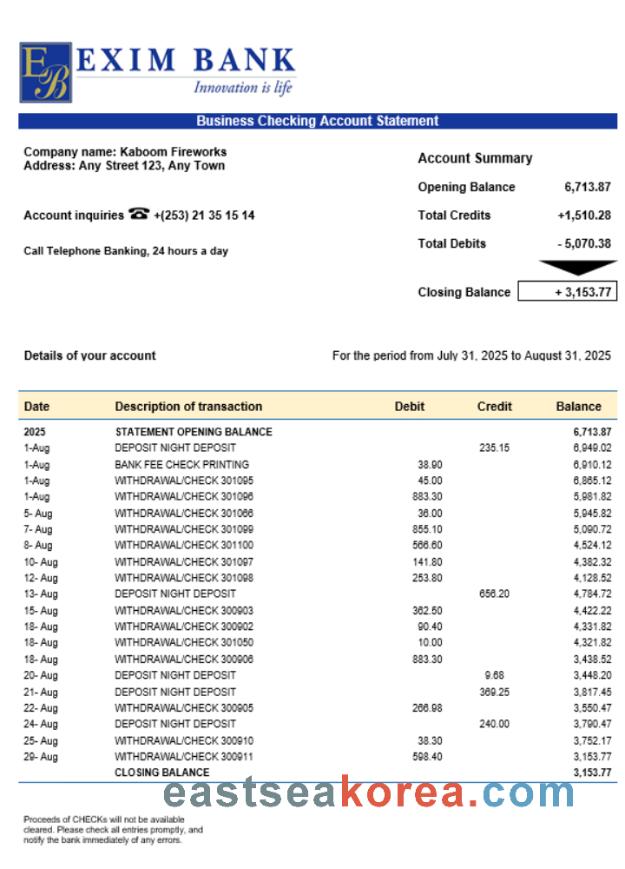 EB
EXIM BANK
Innovation is life
Business Checking Account Statement
Company name: Kaboom Fireworks
Address: Any Street 123, Any Town
Account inquiries ☎ +(253) 21 35 15 14
Call Telephone Banking, 24 hours a day
Account Summary
Opening Balance 6,713.87
Total Credits +1,510.28
Total Debits - 5,070.38
Closing Balance + 3,153.77
Details of your account For the period from July 31, 2025 to August 31, 2025
Date Description of transaction Debit Credit Balance
2025 STATEMENT OPENING BALANCE 6,713.87
1-Aug DEPOSIT NIGHT DEPOSIT 235.15 6,949.02
1-Aug BANK FEE CHECK PRINTING 38.90 6,910.12
1-Aug WITHDRAWAL/CHECK 301095 45.00 6,865.12
1-Aug WITHDRAWAL/CHECK 301096 883.30 5,981.82
5- Aug WITHDRAWAL/CHECK 301066 36.00 5,945.82
7- Aug WITHDRAWAL/CHECK 301099 855.10 5,090.72
8- Aug WITHDRAWAL/CHECK 301100 566.60 4,524.12
10- Aug WITHDRAWAL/CHECK 301097 141.80 4,382.32
12- Aug WITHDRAWAL/CHECK 301098 253.80 4,128.52
13- Aug DEPOSIT NIGHT DEPOSIT 656.20 4,784.72
15- Aug WITHDRAWAL/CHECK 300903 362.50 4,422.22
18- Aug WITHDRAWAL/CHECK 300902 90.40 4,331.82
18- Aug WITHDRAWAL/CHECK 301050 10.00 4,321.82
18- Aug WITHDRAWAL/CHECK 300906 883.30 3,438.52
20- Aug DEPOSIT NIGHT DEPOSIT 9.68 3,448.20
21- Aug DEPOSIT NIGHT DEPOSIT 369.25 3,817.45
22- Aug WITHDRAWAL/CHECK 300905 266.98 3,550.47
24- Aug DEPOSIT NIGHT DEPOSIT 240.00 3,790.47
25- Aug WITHDRAWAL/CHECK 300910 38.30 3,752.17
29- Aug WITHDRAWAL/CHECK 300911 598.40 3,153.77
CLOSING BALANCE 3,153.77
eastseakorea.com
Proceeds of CHECKs will not be available
cleared. Please check all entries promptly, and
notify the bank immediately of any errors.